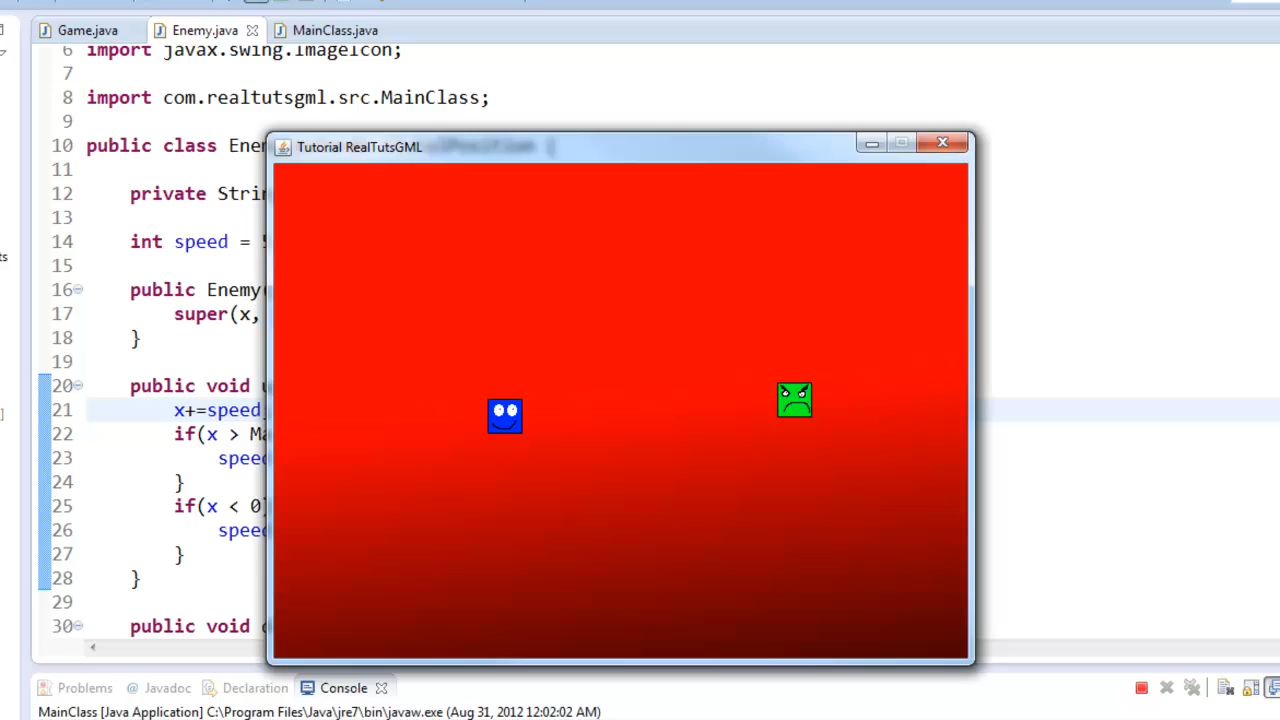 Game.java Enemy.java MainClass.java
6 import javax.swing.ImageIcon;
7
8 import com.realtutsgml.src.MainClass;
9
10 public class Ene
Tutorial RealTutsGML
11
12 private Strin
13
14 int speed =
15
16 public Enemy
17 super(x,
18 }
19
20 public void u
21 x+=speed;
22 if(x > Ma
23 speed
24 }
25 if(x < 0)
26 speed
27 }
28 }
29
30 public void
Problems @ Javadoc Declaration Console
MainClass [Java Application] C:\Program Files\Java\jre7\bin\javaw.exe (Aug 31, 2012 12:02:02 AM)